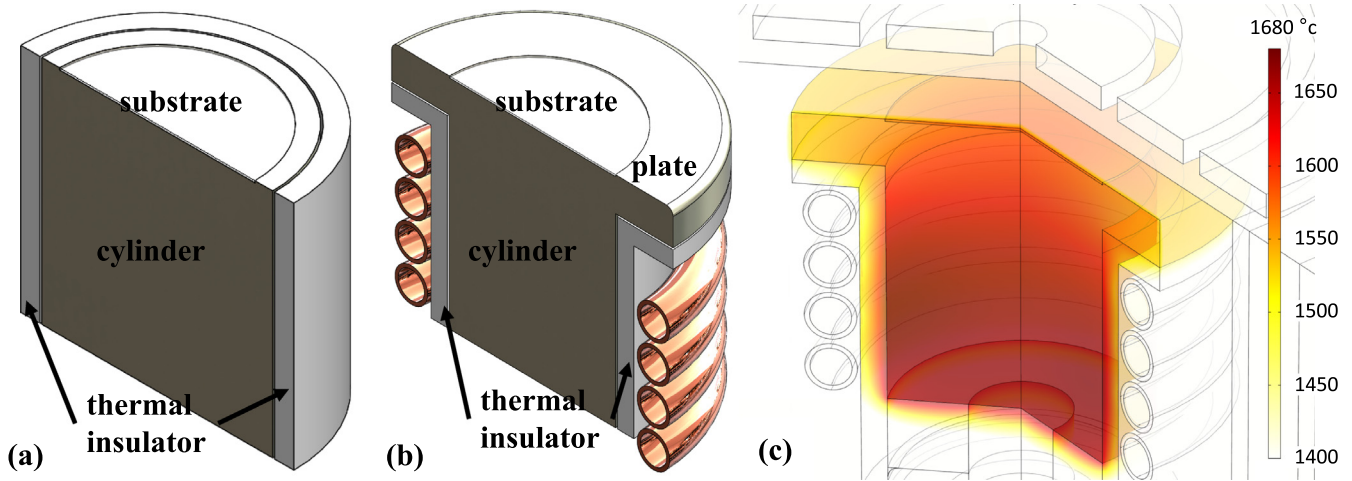 substrate
cylinder
thermal
insulator
(a)
substrate
plate
cylinder
thermal
insulator
(b)
1680 °c
1650
1600
1550
1500
1450
1400
(c)